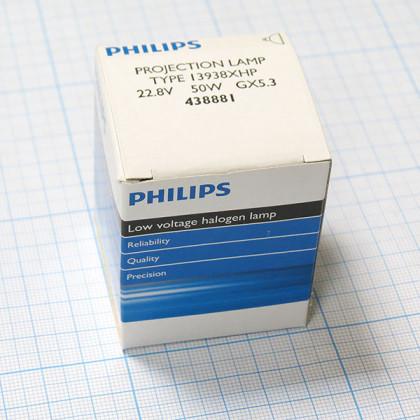 PHILIPS
PROJECTION LAMP
TYPE 13938XHP
22.8V 50W GX5.3
438881
PHILIPS
Low voltage halogen lamp
Reliability
Quality
Precision